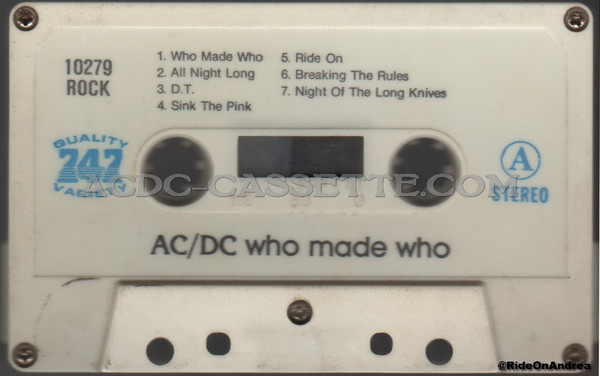 10279
ROCK
1. Who Made Who
2. All Night Long
3. D.T.
4. Sink The Pink
5. Ride On
6. Breaking The Rules
7. Night Of The Long Knives
QUALITY
747
VARIETY
A
STEREO
ACDC-CASSETTE.COM
AC/DC who made who
@RideOnAndrea